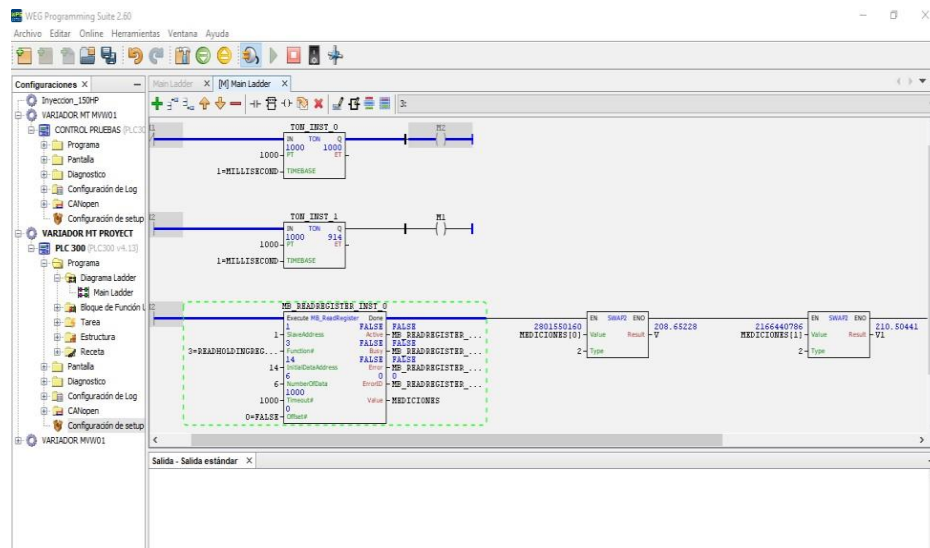 WEG Programming Suite 2.60
Archivo Editar Online Herramientas Ventana Ayuda
Configuraciones
Main Ladder
[M] Main Ladder
Inyeccion_150HP
VARIADOR MT MVW01
CONTROL PRUEBAS (PLC30
Programa
Pantalla
Diagnostico
Configuración de Log
CANopen
Configuración de setup
VARIADOR MT PROYECT
PLC 300 (PLC300 v4.13)
Programa
Diagrama Ladder
Main Ladder
Bloque de Función L
Tarea
Estructura
Receta
Pantalla
Diagnostico
Configuración de Log
CANopen
Configuración de setup
VARIADOR MVW01
TON_INST_0
M2
IN TON Q
1000 1000
1000 PT ET
1=MILLISECOND TIMEBASE
TON_INST_1
M1
IN TON Q
1000 914
1000 PT ET
1=MILLISECOND TIMEBASE
MB_READREGISTER_INST_0
Execute MB_ReadRegister Done
1 FALSE FALSE
1 SlaveAddress Active MB_READREGISTER_...
3 FALSE FALSE
3=READHOLDINGREG... Function# Busy MB_READREGISTER_...
14 FALSE FALSE
14 InitialDataAddress Error MB_READREGISTER_...
6 0 0
6 NumberOfData ErrorID MB_READREGISTER_...
1000
1000 Timeout# Value MEDICIONES
0
0=FALSE Offset#
EN SWAP2 ENO
2801550160 208.65228
MEDICIONES[0] Value Result V
2 Type
EN SWAP2 ENO
2166440786 210.50441
MEDICIONES[1] Value Result V1
2 Type
Salida - Salida estándar